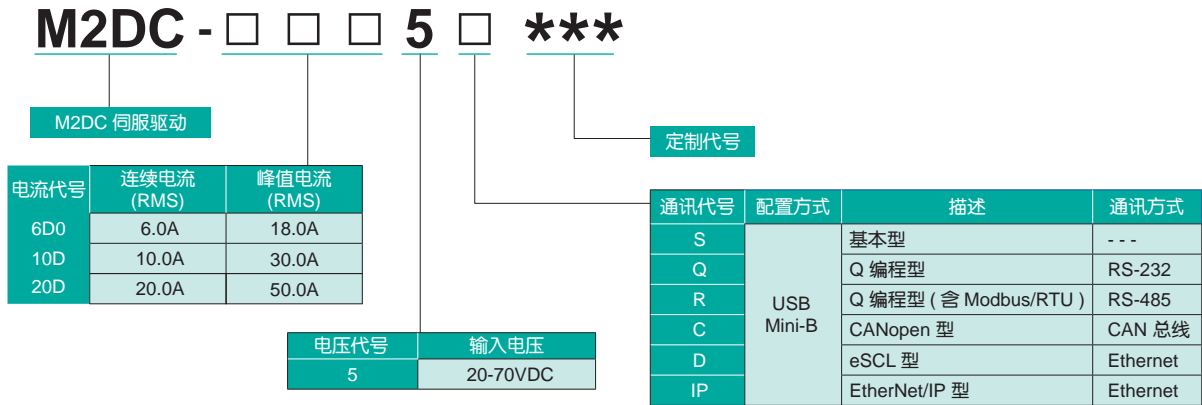 M2DC - □ □ □ 5 □ ***
M2DC 伺服驱动
定制代号
电流代号 连续电流 (RMS) 峰值电流 (RMS)
6D0 6.0A 18.0A
10D 10.0A 30.0A
20D 20.0A 50.0A
电压代号 输入电压
5 20-70VDC
通讯代号 配置方式 描述 通讯方式
S USB Mini-B 基本型 - - -
Q Q 编程型 RS-232
R Q 编程型 ( 含 Modbus/RTU ) RS-485
C CANopen 型 CAN 总线
D eSCL 型 Ethernet
IP EtherNet/IP 型 Ethernet